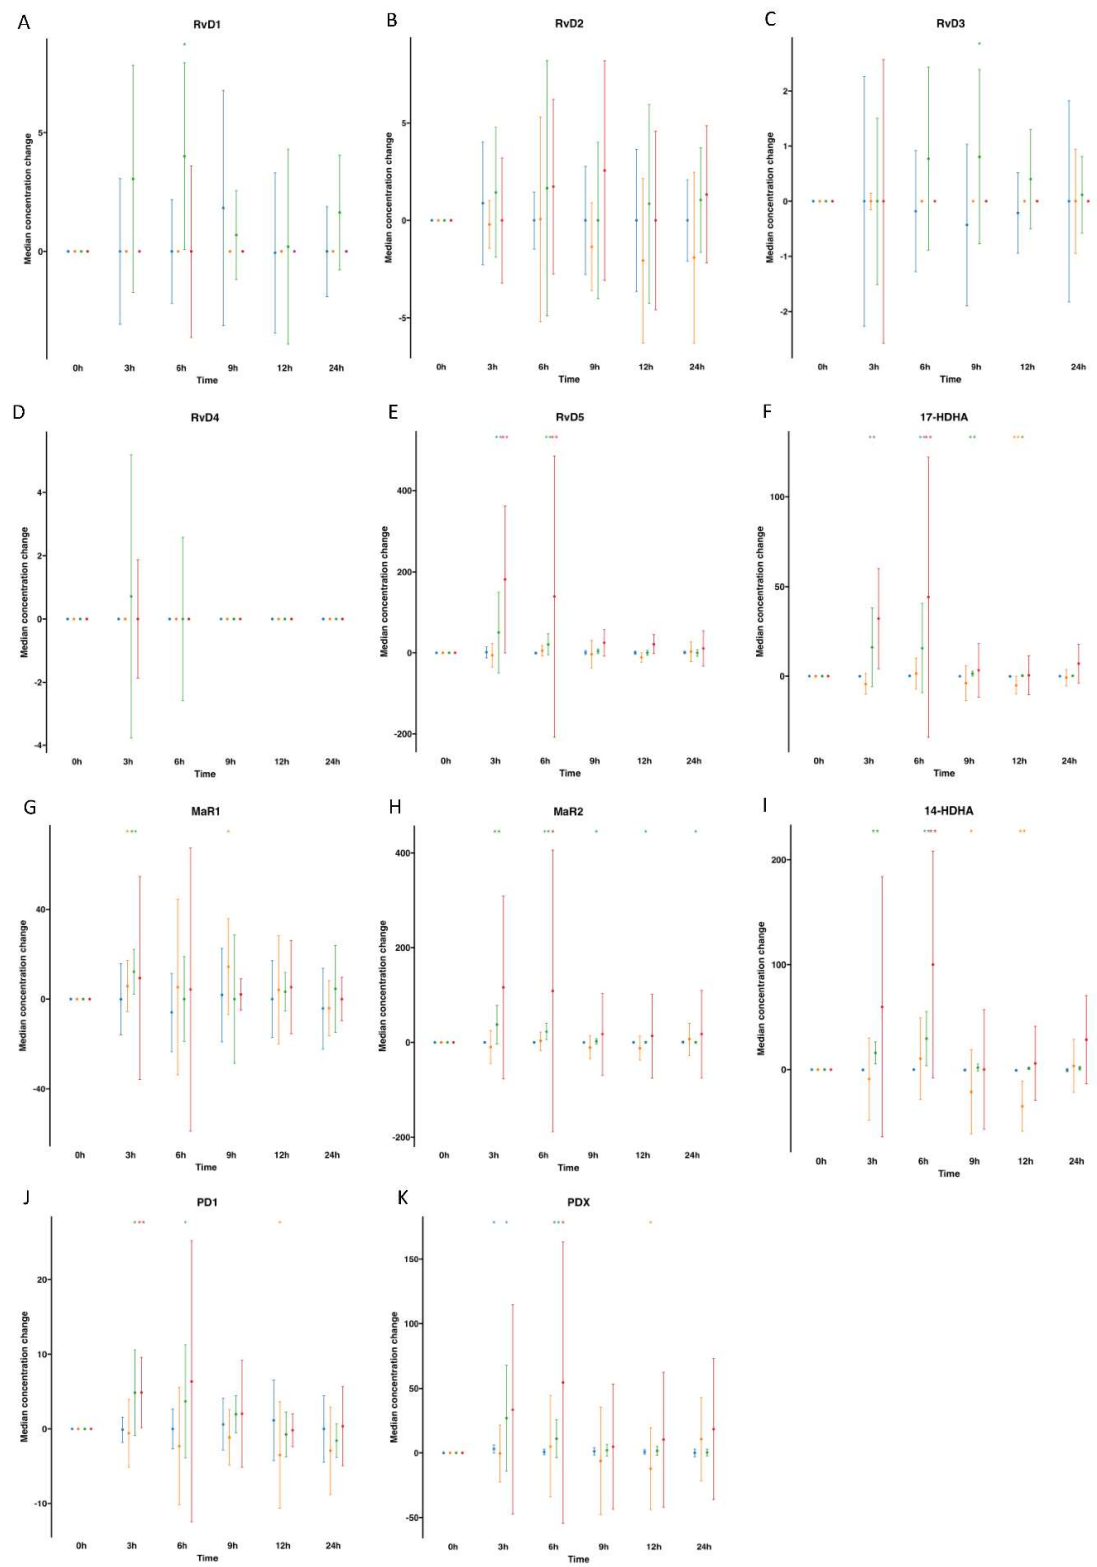 A RvD1
Median concentration change
5
0
0h 3h 6h 9h 12h 24h
Time
B RvD2
Median concentration change
5
0
-5
0h 3h 6h 9h 12h 24h
Time
C RvD3
Median concentration change
2
1
0
-1
-2
0h 3h 6h 9h 12h 24h
Time
D RvD4
Median concentration change
4
2
0
-2
-4
0h 3h 6h 9h 12h 24h
Time
E RvD5
Median concentration change
400
200
0
-200
0h 3h 6h 9h 12h 24h
Time
F 17-HDHA
Median concentration change
100
50
0
0h 3h 6h 9h 12h 24h
Time
G MaR1
Median concentration change
40
0
-40
0h 3h 6h 9h 12h 24h
Time
H MaR2
Median concentration change
400
200
0
-200
0h 3h 6h 9h 12h 24h
Time
I 14-HDHA
Median concentration change
200
100
0
0h 3h 6h 9h 12h 24h
Time
J PD1
Median concentration change
20
10
0
-10
0h 3h 6h 9h 12h 24h
Time
K PDX
Median concentration change
150
100
50
0
-50
0h 3h 6h 9h 12h 24h
Time